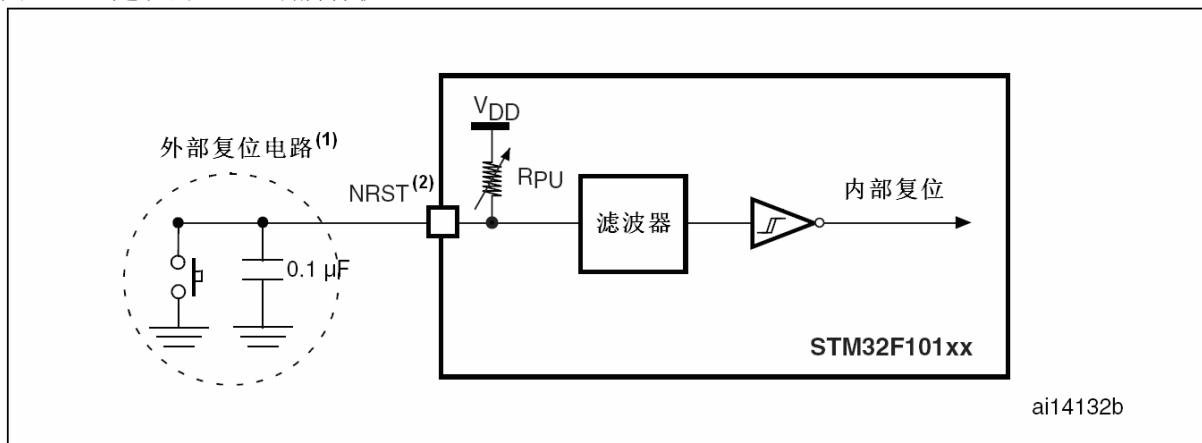 外部复位电路(1)
VDD
RPU
NRST(2)
滤波器
内部复位
0.1 μF
STM32F101xx
ai14132b